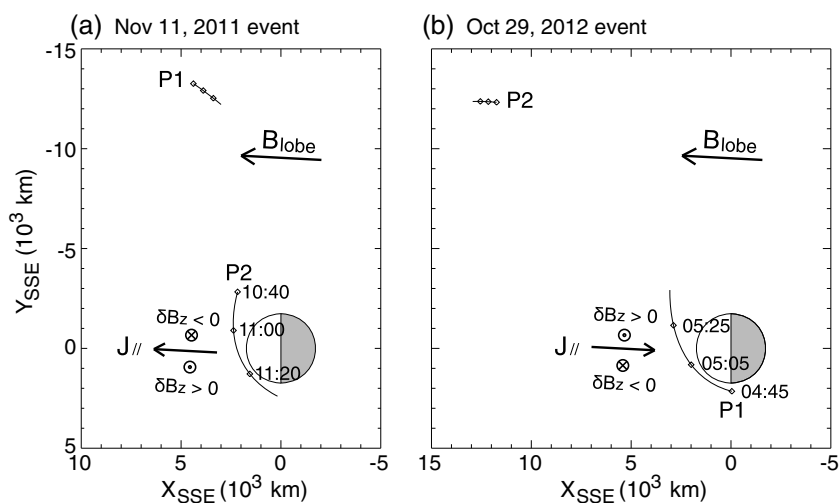 (a) Nov 11, 2011 event
(b) Oct 29, 2012 event
-15
-10
-5
0
5
Y_SSE (10^3 km)
P1
B_lobe
P2
10:40
11:00
11:20
δBz < 0
J//
δBz > 0
10 5 0 -5
X_SSE (10^3 km)
P2
B_lobe
δBz > 0
J//
δBz < 0
05:25
05:05
04:45
P1
15 10 5 0 -5
X_SSE (10^3 km)